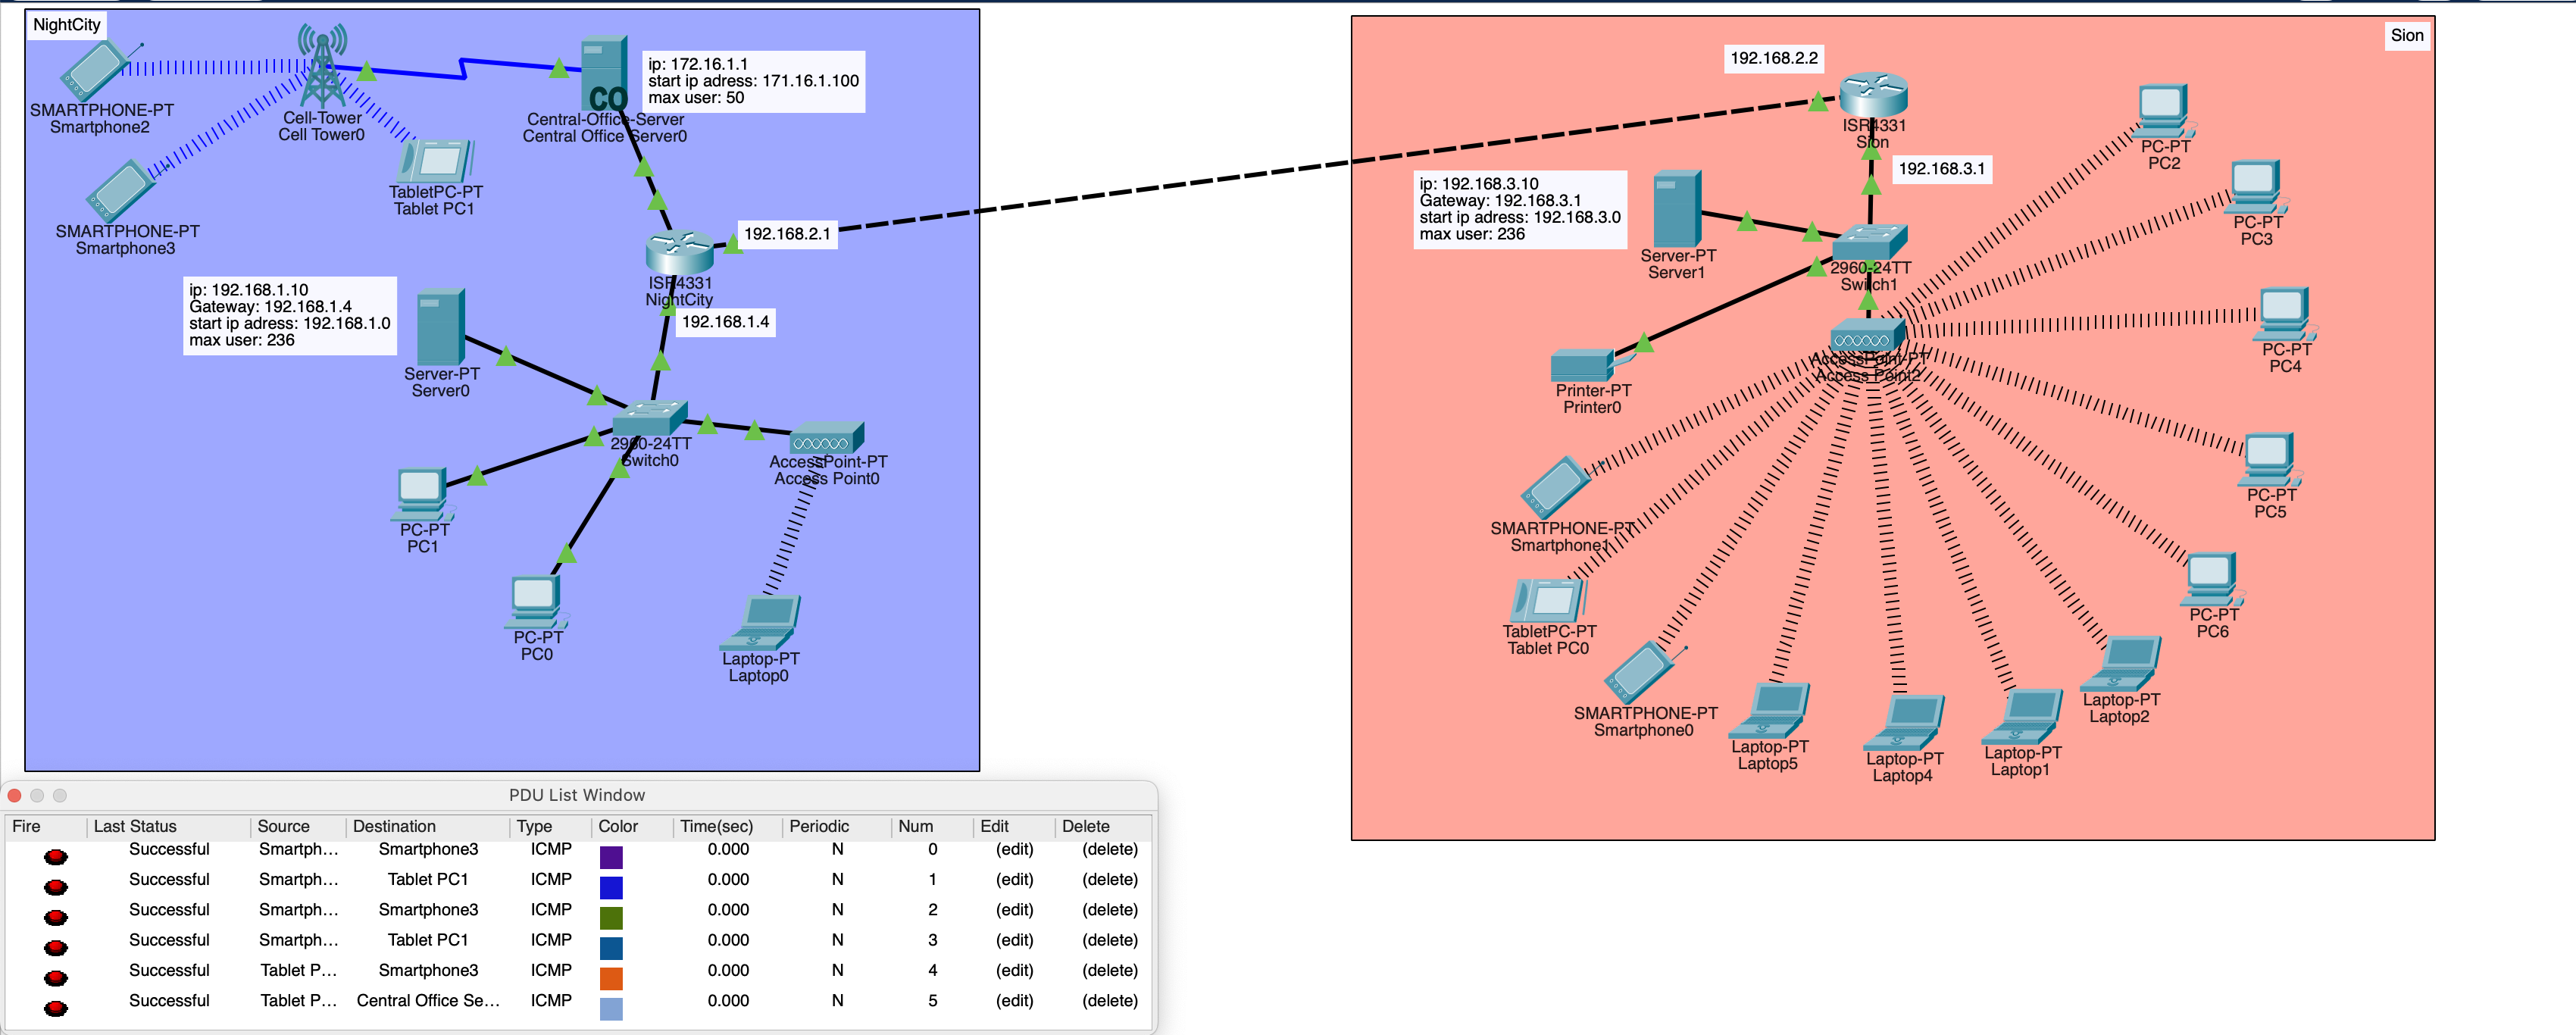 NightCity
SMARTPHONE-PT
Smartphone2
Cell-Tower
Cell Tower0
Central-Office-Server
Central Office Server0
CO
ip: 172.16.1.1
start ip adress: 171.16.1.100
max user: 50
SMARTPHONE-PT
Smartphone3
TabletPC-PT
Tablet PC1
192.168.2.1
ISR4331
NightCity
192.168.1.4
ip: 192.168.1.10
Gateway: 192.168.1.4
start ip adress: 192.168.1.0
max user: 236
Server-PT
Server0
2960-24TT
Switch0
AccessPoint-PT
Access Point0
PC-PT
PC1
PC-PT
PC0
Laptop-PT
Laptop0
Sion
192.168.2.2
ISR4331
Sion
192.168.3.1
ip: 192.168.3.10
Gateway: 192.168.3.1
start ip adress: 192.168.3.0
max user: 236
Server-PT
Server1
2960-24TT
Switch1
Printer-PT
Printer0
AccessPoint-PT
Access Point2
PC-PT
PC2
PC-PT
PC3
PC-PT
PC4
PC-PT
PC5
PC-PT
PC6
SMARTPHONE-PT
Smartphone1
TabletPC-PT
Tablet PC0
SMARTPHONE-PT
Smartphone0
Laptop-PT
Laptop5
Laptop-PT
Laptop4
Laptop-PT
Laptop1
Laptop-PT
Laptop2
PDU List Window
Fire Last Status Source Destination Type Color Time(sec) Periodic Num Edit Delete
Successful Smartph... Smartphone3 ICMP 0.000 N 0 (edit) (delete)
Successful Smartph... Tablet PC1 ICMP 0.000 N 1 (edit) (delete)
Successful Smartph... Smartphone3 ICMP 0.000 N 2 (edit) (delete)
Successful Smartph... Tablet PC1 ICMP 0.000 N 3 (edit) (delete)
Successful Tablet P... Smartphone3 ICMP 0.000 N 4 (edit) (delete)
Successful Tablet P... Central Office Se... ICMP 0.000 N 5 (edit) (delete)